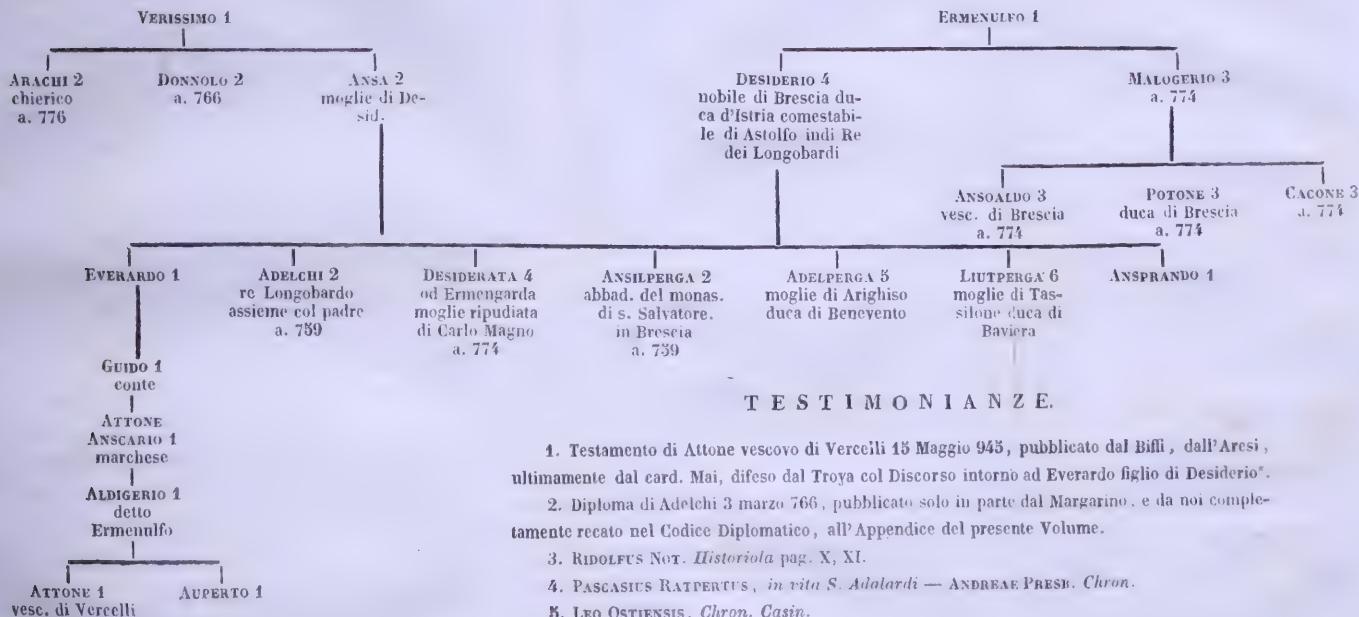 VERISSIMO 1
ERMENULFO 1
ARACHI 2
chierico
a. 776
DONNOLO 2
a. 766
ANSA 2
moglie di De-
sid.
DESIDERIO 4
nobile di Brescia du-
ca d'Istria comestabi-
le di Astolfo indi Re
dei Longobardi
MALOGERIO 3
a. 774
ANSOALDO 3
vesc. di Brescia
a. 774
POTONE 3
duca di Brescia
a. 774
CACONE 3
a. 774
EVERARDO 1
ADELCHI 2
re Longobardo
assieme col padre
a. 759
DESIDERATA 4
od Ermengarda
moglie ripudiata
di Carlo Magno
a. 774
ANSILPERGA 2
abbad. del monas.
di s. Salvatore.
in Brescia
a. 759
ADELPERGA 5
moglie di Arighiso
duca di Benevento
LIUTPERGA 6
moglie di Tas-
silone duca di
Baviera
ANSPRANDO 1
GUIDO 1
conte
ATTONE
ANSCARIO 1
marchese
ALDIGERIO 1
detto
Ermenulfo
ATTONE 1
vesc. di Vercelli
AUPERTO 1
TESTIMONIANZE.
1. Testamento di Attone vescovo di Vercelli 15 Maggio 945, pubblicato dal Biffi, dall'Aresi,
ultimamente dal card. Mai, difeso dal Troya col Discorso intorno ad Everardo figlio di Desiderio*.
2. Diploma di Adelchi 3 marzo 766, pubblicato solo in parte dal Margarino, e da noi comple-
tamente recato nel Codice Diplomatico, all'Appendice del presente Volume.
3. RIDOLFUS NOT. Historiola pag. X, XI.
4. PASCASIUS RATPERTUS, in vita S. Adalardi — ANDREAE PRESB. Chron.
5. LEO OSTIENSIS, Chron. Casin.